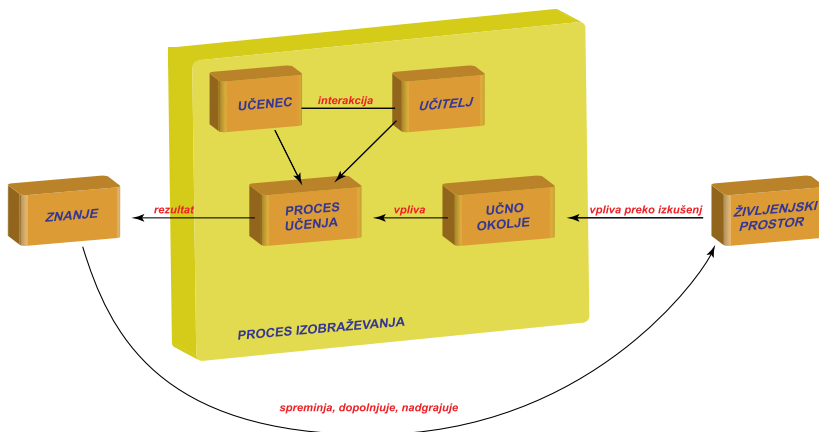 UČENEC
interakcija
UČITELJ
ZNANJE
rezultat
PROCES
UČENJA
vpliva
UČNO
OKOLJE
vpliva preko izkušenj
ŽIVLJENJSKI
PROSTOR
PROCES IZOBRAŽEVANJA
spreminja, dopolnjuje, nadgrajuje